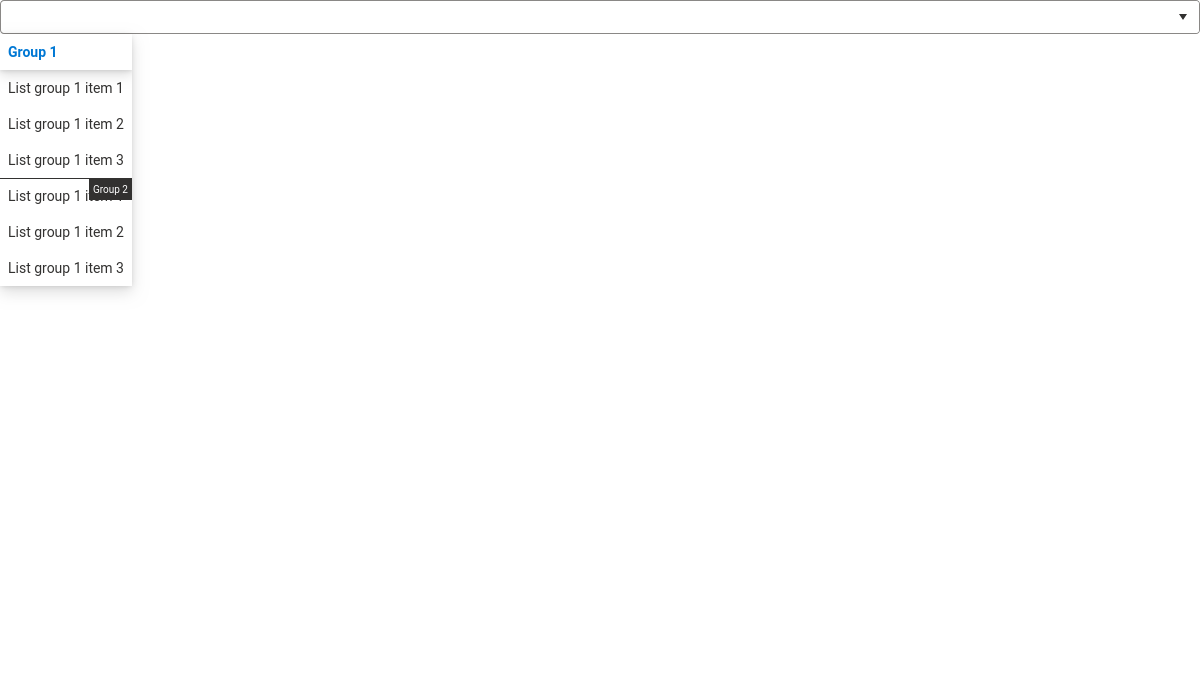 Group 1
List group 1 item 1
List group 1 item 2
List group 1 item 3
Group 2
List group 1
List group 1 item 2
List group 1 item 3